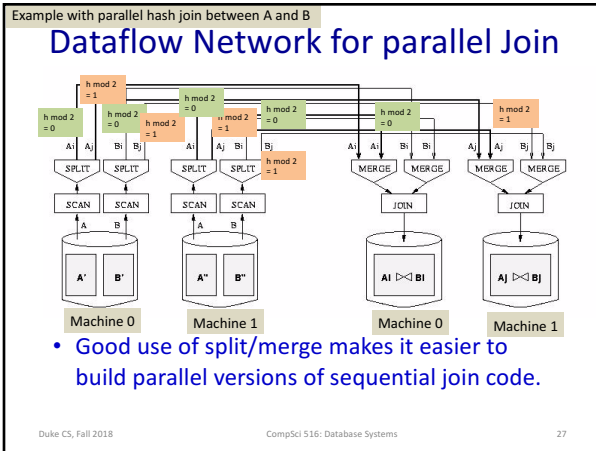 Example with parallel hash join between A and B
Dataflow Network for parallel Join
h mod 2 = 1
h mod 2 = 0
h mod 2 = 0
h mod 2 = 1
h mod 2 = 0
h mod 2 = 1
h mod 2 = 0
h mod 2 = 1
h mod 2 = 0
h mod 2 = 1
Ai Aj Bi Bj Ai Aj Bi Bj Ai Ai Bi Bi Aj Aj Bj Bj
SPLIT SPLIT SPLIT SPLIT MERGE MERGE MERGE MERGE
SCAN SCAN SCAN SCAN JOIN JOIN
A B A B
A' B' A" B" AI ⋈ BI AJ ⋈ BJ
Machine 0 Machine 1 Machine 0 Machine 1
• Good use of split/merge makes it easier to
build parallel versions of sequential join code.
Duke CS, Fall 2018 CompSci 516: Database Systems 27